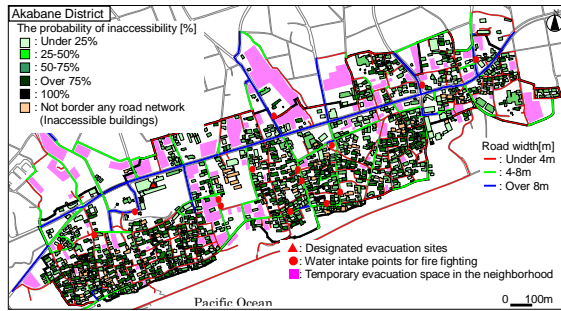 Akabane District
The probability of inaccessibility [%]
: Under 25%
: 25-50%
: 50-75%
: Over 75%
: 100%
: Not border any road network
(Inaccessible buildings)
N
Road width[m]
: Under 4m
: 4-8m
: Over 8m
: Designated evacuation sites
: Water intake points for fire fighting
: Temporary evacuation space in the neighborhood
Pacific Ocean
0 100m